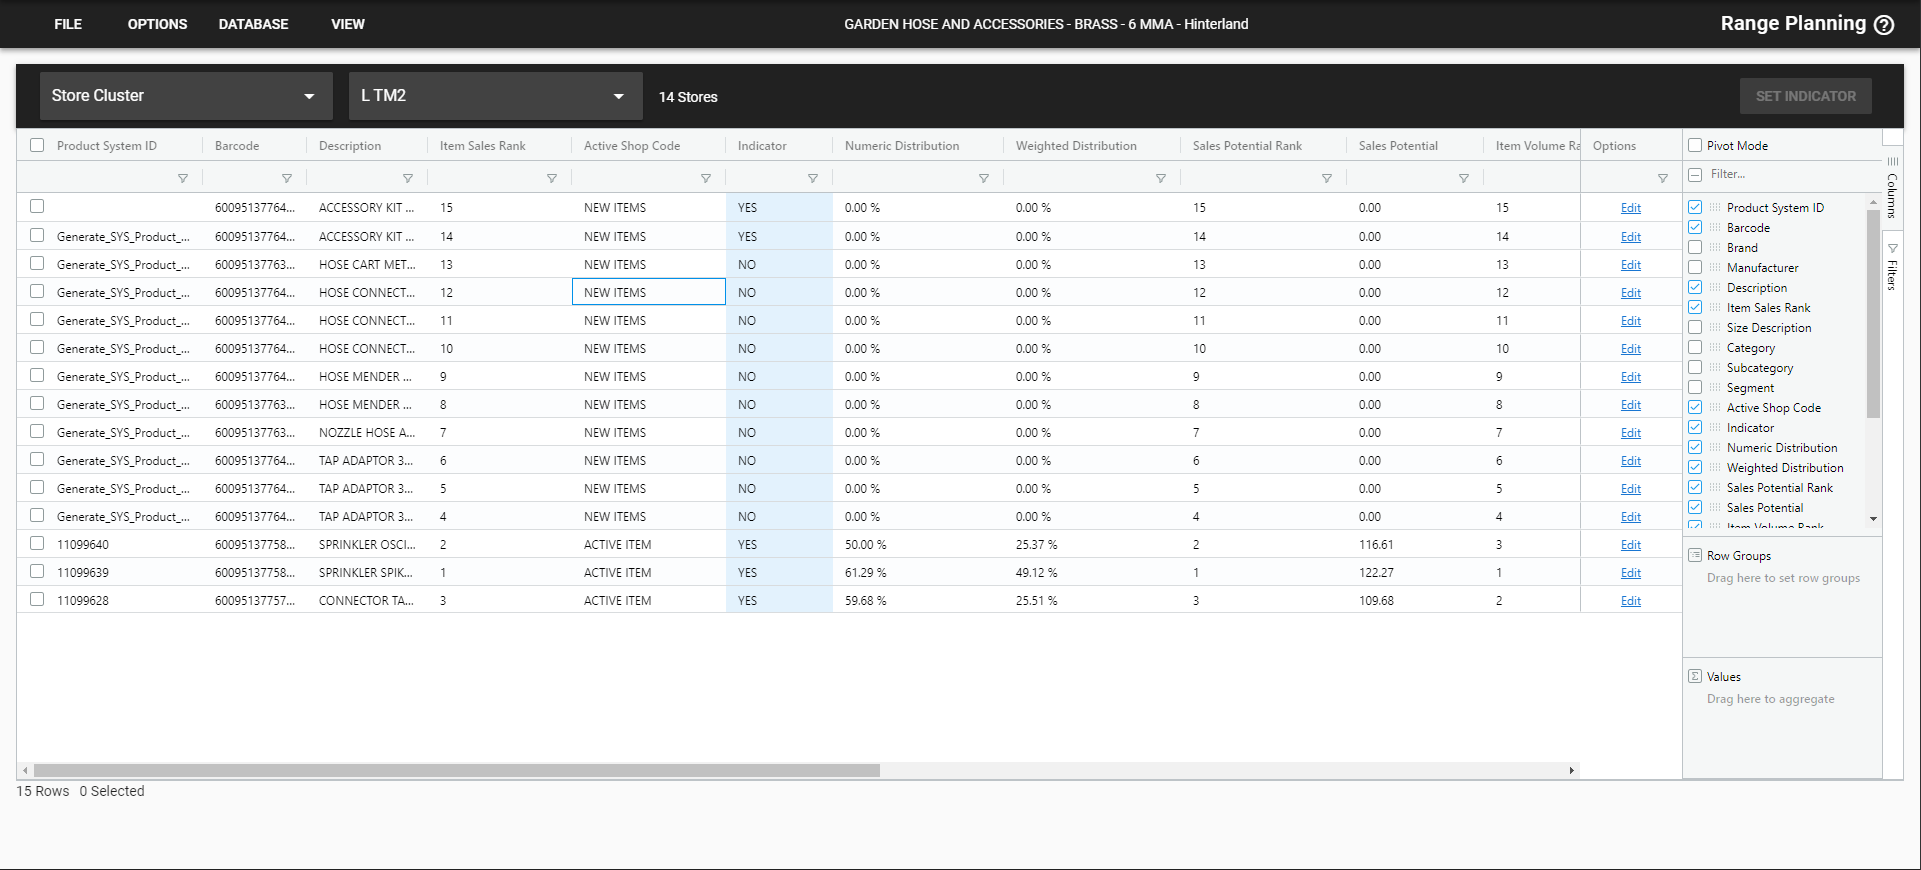 FILE OPTIONS DATABASE VIEW GARDEN HOSE AND ACCESSORIES - BRASS - 6 MMA - Hinterland Range Planning
Store Cluster L TM2 14 Stores SET INDICATOR
Product System ID Barcode Description Item Sales Rank Active Shop Code Indicator Numeric Distribution Weighted Distribution Sales Potential Rank Sales Potential Item Volume Ra Options
60095137764... ACCESSORY KIT ... 15 NEW ITEMS YES 0.00 % 0.00 % 15 0.00 15 Edit
Generate_SYS_Product_... 60095137764... ACCESSORY KIT ... 14 NEW ITEMS YES 0.00 % 0.00 % 14 0.00 14 Edit
Generate_SYS_Product_... 60095137763... HOSE CART MET... 13 NEW ITEMS NO 0.00 % 0.00 % 13 0.00 13 Edit
Generate_SYS_Product_... 60095137764... HOSE CONNECT... 12 NEW ITEMS NO 0.00 % 0.00 % 12 0.00 12 Edit
Generate_SYS_Product_... 60095137764... HOSE CONNECT... 11 NEW ITEMS NO 0.00 % 0.00 % 11 0.00 11 Edit
Generate_SYS_Product_... 60095137764... HOSE CONNECT... 10 NEW ITEMS NO 0.00 % 0.00 % 10 0.00 10 Edit
Generate_SYS_Product_... 60095137764... HOSE MENDER ... 9 NEW ITEMS NO 0.00 % 0.00 % 9 0.00 9 Edit
Generate_SYS_Product_... 60095137763... HOSE MENDER ... 8 NEW ITEMS NO 0.00 % 0.00 % 8 0.00 8 Edit
Generate_SYS_Product_... 60095137763... NOZZLE HOSE A... 7 NEW ITEMS NO 0.00 % 0.00 % 7 0.00 7 Edit
Generate_SYS_Product_... 60095137764... TAP ADAPTOR 3... 6 NEW ITEMS NO 0.00 % 0.00 % 6 0.00 6 Edit
Generate_SYS_Product_... 60095137764... TAP ADAPTOR 3... 5 NEW ITEMS NO 0.00 % 0.00 % 5 0.00 5 Edit
Generate_SYS_Product_... 60095137764... TAP ADAPTOR 3... 4 NEW ITEMS NO 0.00 % 0.00 % 4 0.00 4 Edit
11099640 60095137758... SPRINKLER OSCI... 2 ACTIVE ITEM YES 50.00 % 25.37 % 2 116.61 3 Edit
11099639 60095137758... SPRINKLER SPIK... 1 ACTIVE ITEM YES 61.29 % 49.12 % 1 122.27 1 Edit
11099628 60095137757... CONNECTOR TA... 3 ACTIVE ITEM YES 59.68 % 25.51 % 3 109.68 2 Edit
15 Rows 0 Selected
Pivot Mode
Filter...
Product System ID
Barcode
Brand
Manufacturer
Description
Item Sales Rank
Size Description
Category
Subcategory
Segment
Active Shop Code
Indicator
Numeric Distribution
Weighted Distribution
Sales Potential Rank
Sales Potential
Item Volume Rank
Row Groups
Drag here to set row groups
Values
Drag here to aggregate
Columns
Filters